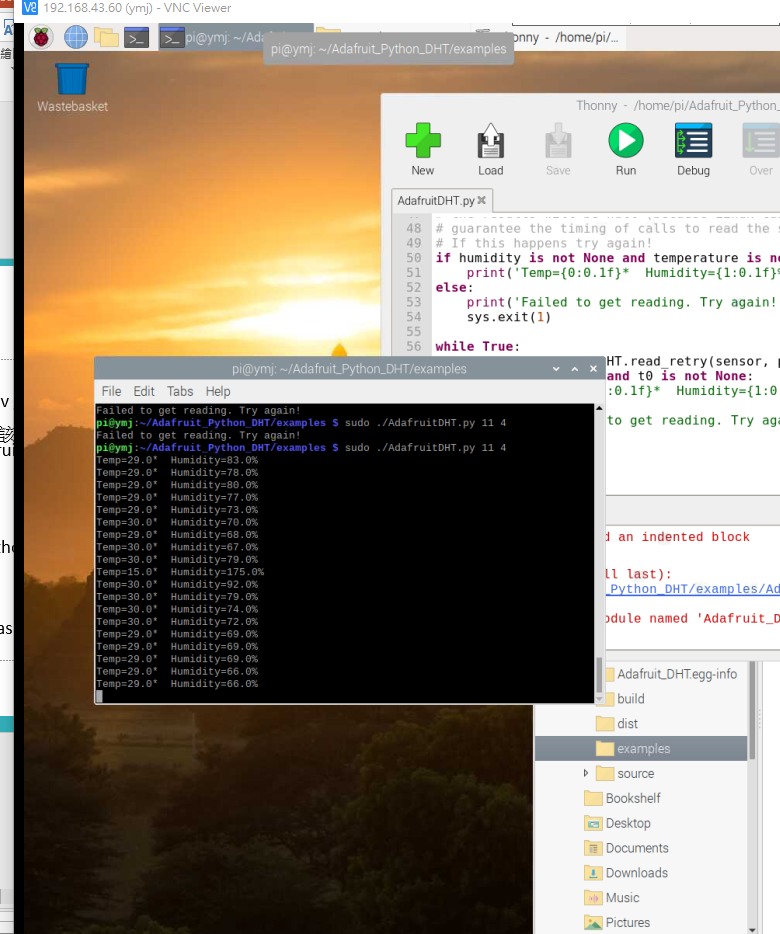 192.168.43.60 (ymj) - VNC Viewer
pi@ymj: ~/Ada
pi@ymj: ~/Adafruit_Python_DHT/examples
onny - /home/pi/…
Wastebasket
Thonny - /home/pi/Adafruit_Python_
New
Load
Save
Run
Debug
Over
AdafruitDHT.py
48 # guarantee the timing of calls to read the s
49 # If this happens try again!
50 if humidity is not None and temperature is no
51 print('Temp={0:0.1f}* Humidity={1:0.1f}%
52 else:
53 print('Failed to get reading. Try again!
54 sys.exit(1)
55
56 while True:
HT.read_retry(sensor, p
and t0 is not None:
:0.1f}* Humidity={1:0
to get reading. Try aga
pi@ymj: ~/Adafruit_Python_DHT/examples
File Edit Tabs Help
Failed to get reading. Try again!
pi@ymj:~/Adafruit_Python_DHT/examples $ sudo ./AdafruitDHT.py 11 4
Failed to get reading. Try again!
pi@ymj:~/Adafruit_Python_DHT/examples $ sudo ./AdafruitDHT.py 11 4
Temp=29.0* Humidity=83.0%
Temp=29.0* Humidity=78.0%
Temp=29.0* Humidity=80.0%
Temp=29.0* Humidity=77.0%
Temp=29.0* Humidity=73.0%
Temp=30.0* Humidity=70.0%
Temp=29.0* Humidity=68.0%
Temp=30.0* Humidity=67.0%
Temp=30.0* Humidity=79.0%
Temp=15.0* Humidity=175.0%
Temp=30.0* Humidity=92.0%
Temp=30.0* Humidity=79.0%
Temp=30.0* Humidity=74.0%
Temp=30.0* Humidity=72.0%
Temp=29.0* Humidity=69.0%
Temp=29.0* Humidity=69.0%
Temp=29.0* Humidity=69.0%
Temp=29.0* Humidity=66.0%
Temp=29.0* Humidity=66.0%
d an indented block
ll last):
_Python_DHT/examples/Ad
odule named 'Adafruit_D
Adafruit_DHT.egg-info
build
dist
examples
source
Bookshelf
Desktop
Documents
Downloads
Music
Pictures